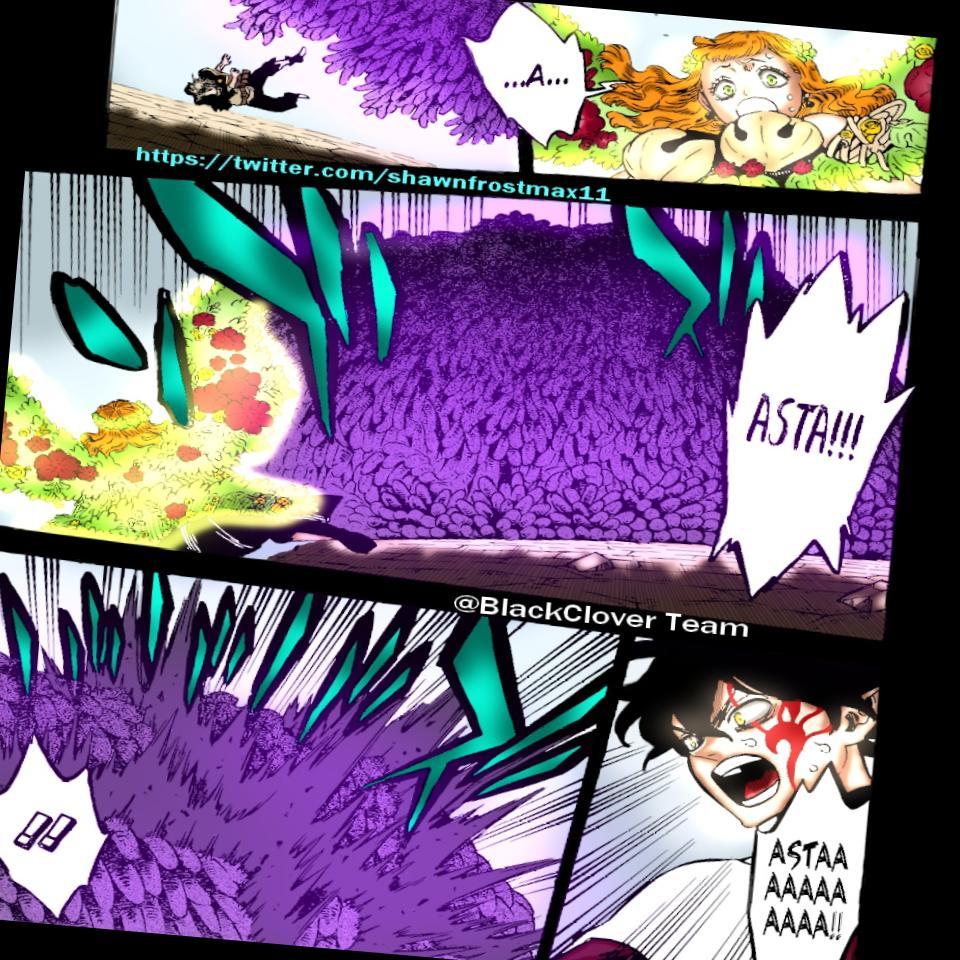 ...A...
https://twitter.com/shawnfrostmax11
ASTA!!!
@BlackClover Team
!!
ASTAA
AAAAA
AAAA!!